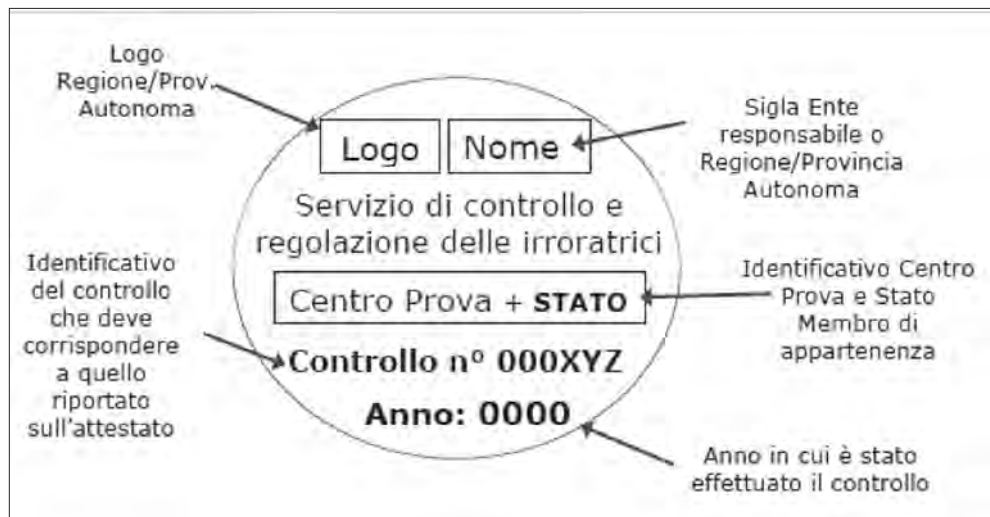 Logo
Regione/Prov.
Autonoma
Sigla Ente
responsabile o
Regione/Provincia
Autonoma
Logo
Nome
Servizio di controllo e
regolazione delle irroratrici
Identificativo
del controllo
che deve
corrispondere
a quello
riportato
sull'attestato
Centro Prova + STATO
Identificativo Centro
Prova e Stato
Membro di
appartenenza
Controllo nº 000XYZ
Anno: 0000
Anno in cui è stato
effettuato il controllo